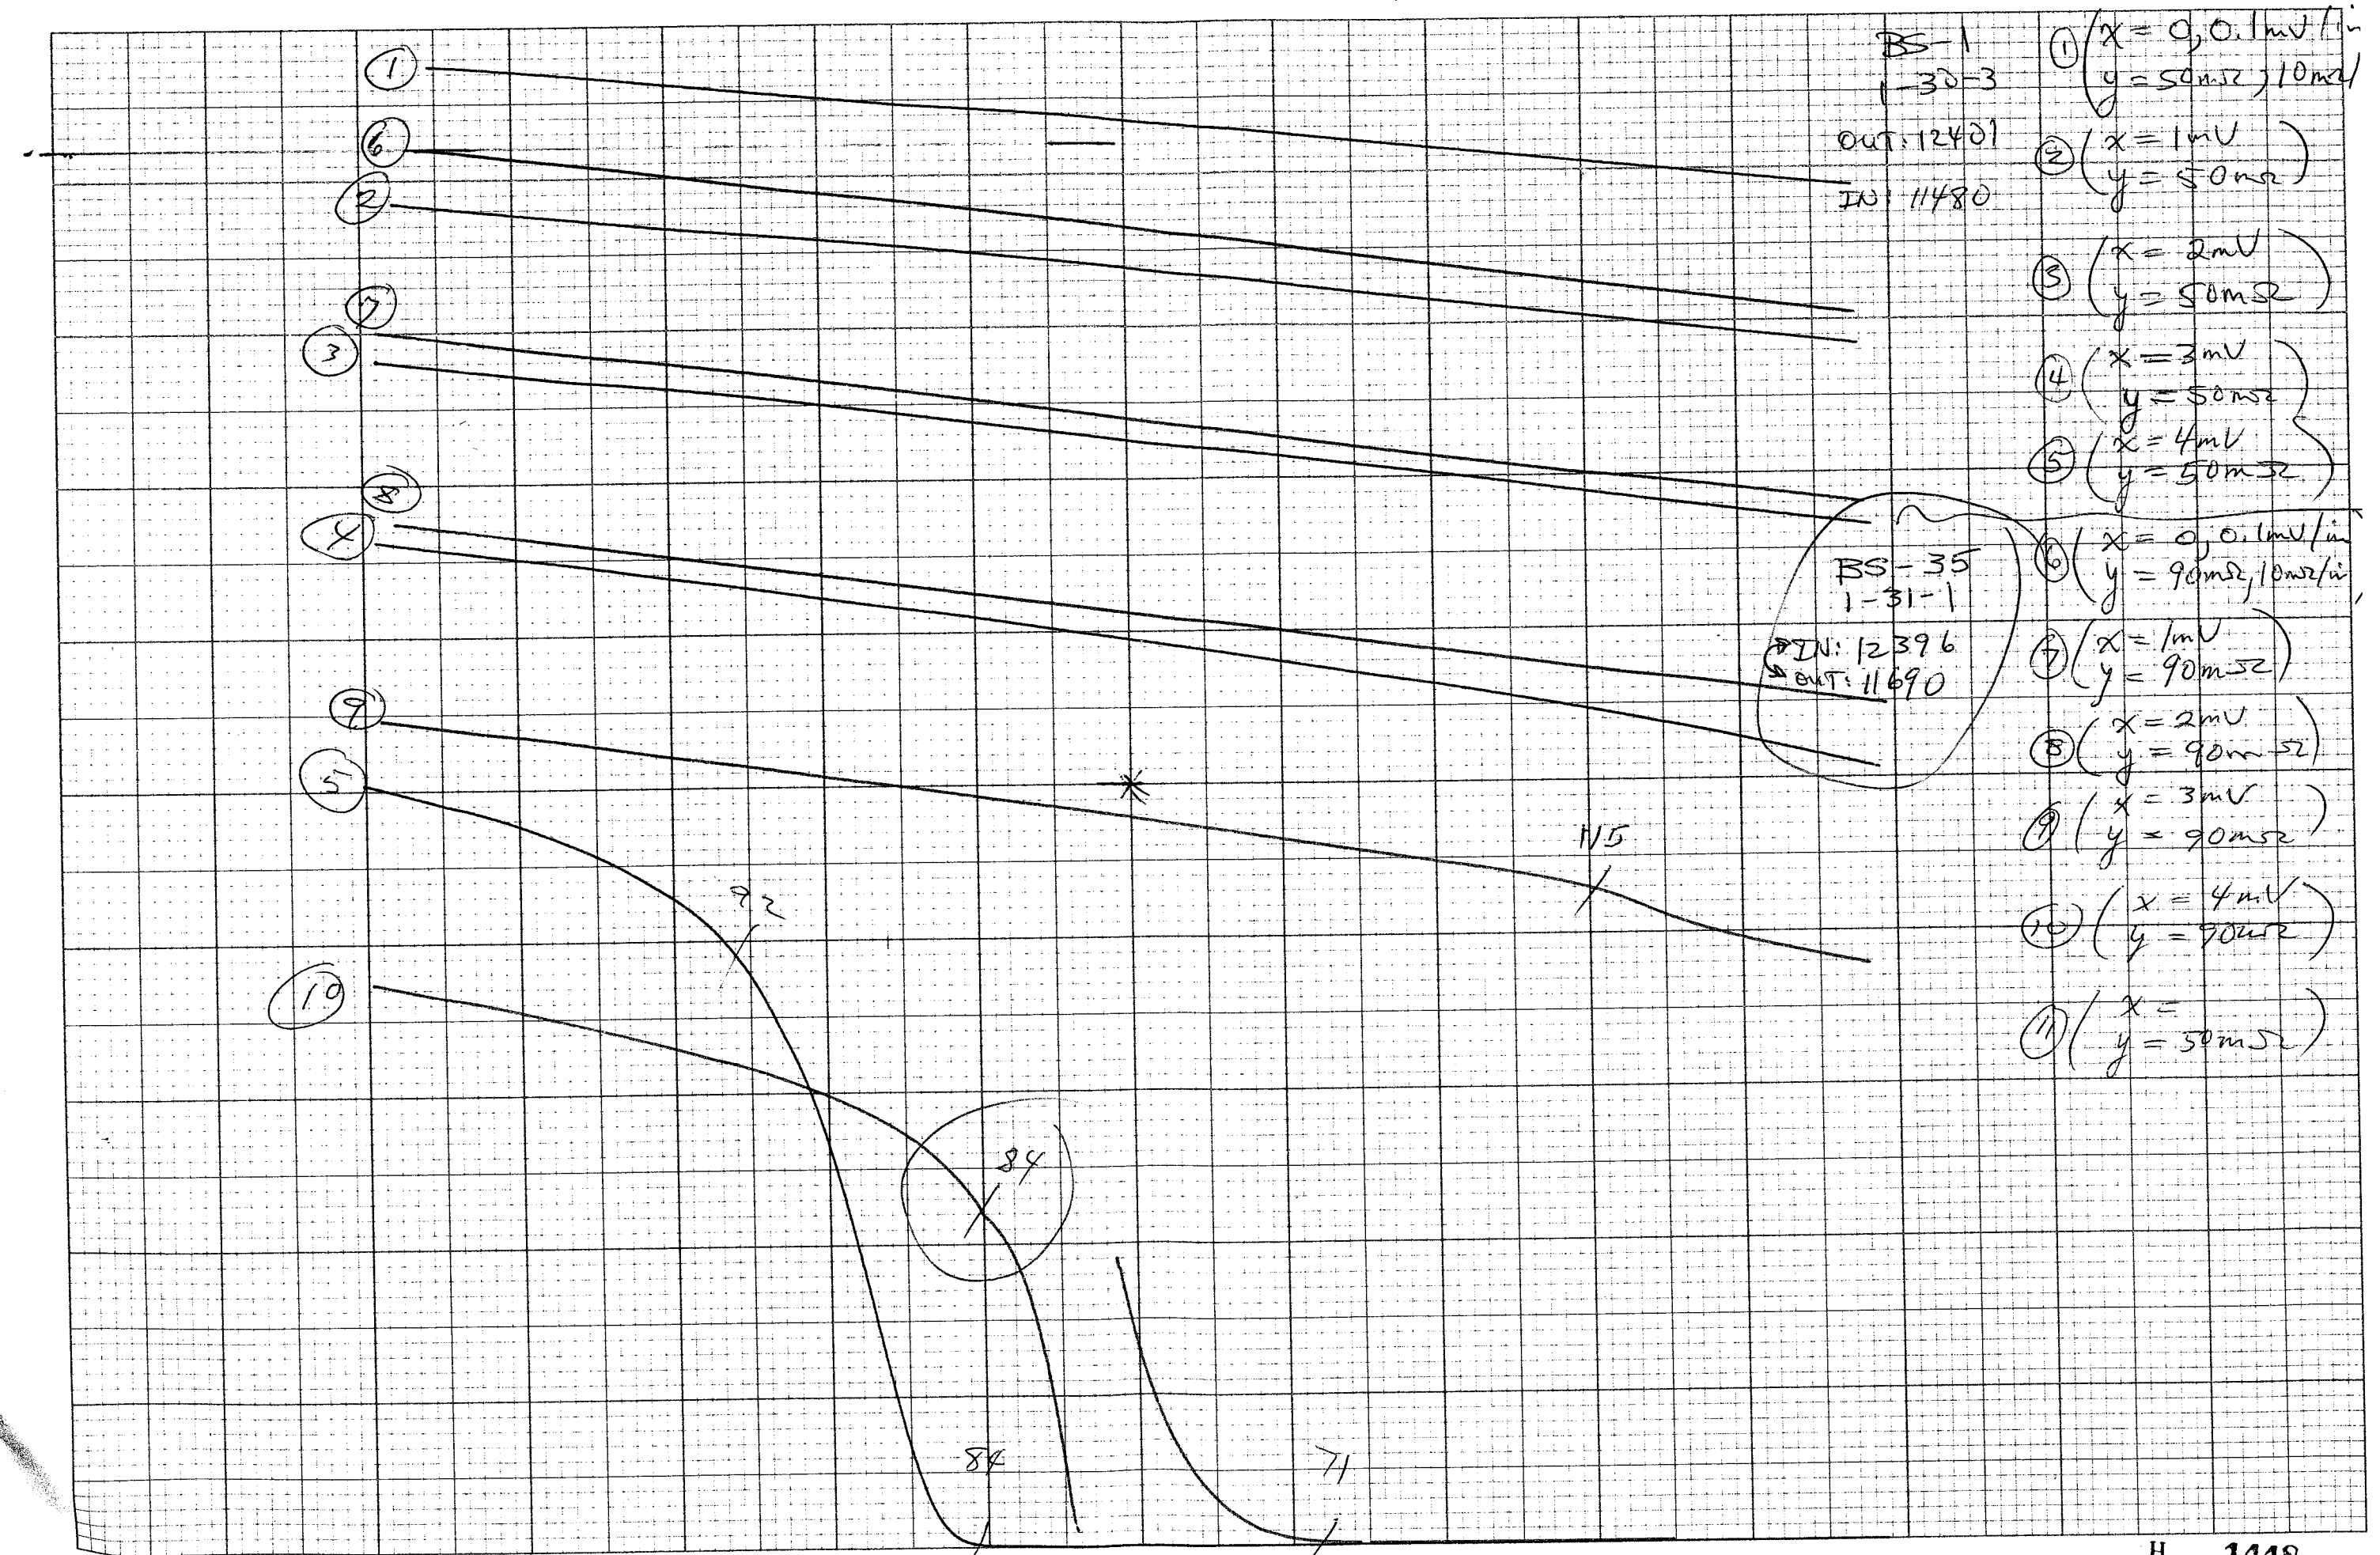 BS-1
1-30-3
OUT: 12401
IN: 11480
① ( x = 0, 0.1mV/in
y = 50mΩ, 10mΩ/
② ( x = 1mV
y = 50mΩ )
③ ( x = 2mV
y = 50mΩ )
④ ( x = 3mV
y = 50mΩ )
⑤ ( x = 4mV
y = 50mΩ )
⑥ ( x = 0, 0.1mV/in
y = 90mΩ, 10mΩ/in )
⑦ ( x = 1mV
y = 90mΩ )
⑧ ( x = 2mV
y = 90mΩ )
⑨ ( x = 3mV
y = 90mΩ )
⑩ ( x = 4mV
y = 90mΩ )
⑪ ( x =
y = 50mΩ )
BS-35
1-31-1
IN: 12396
OUT: 11690
①
⑥
②
⑦
③
⑧
④
⑨
⑤
⑩
115
92
84
84
71